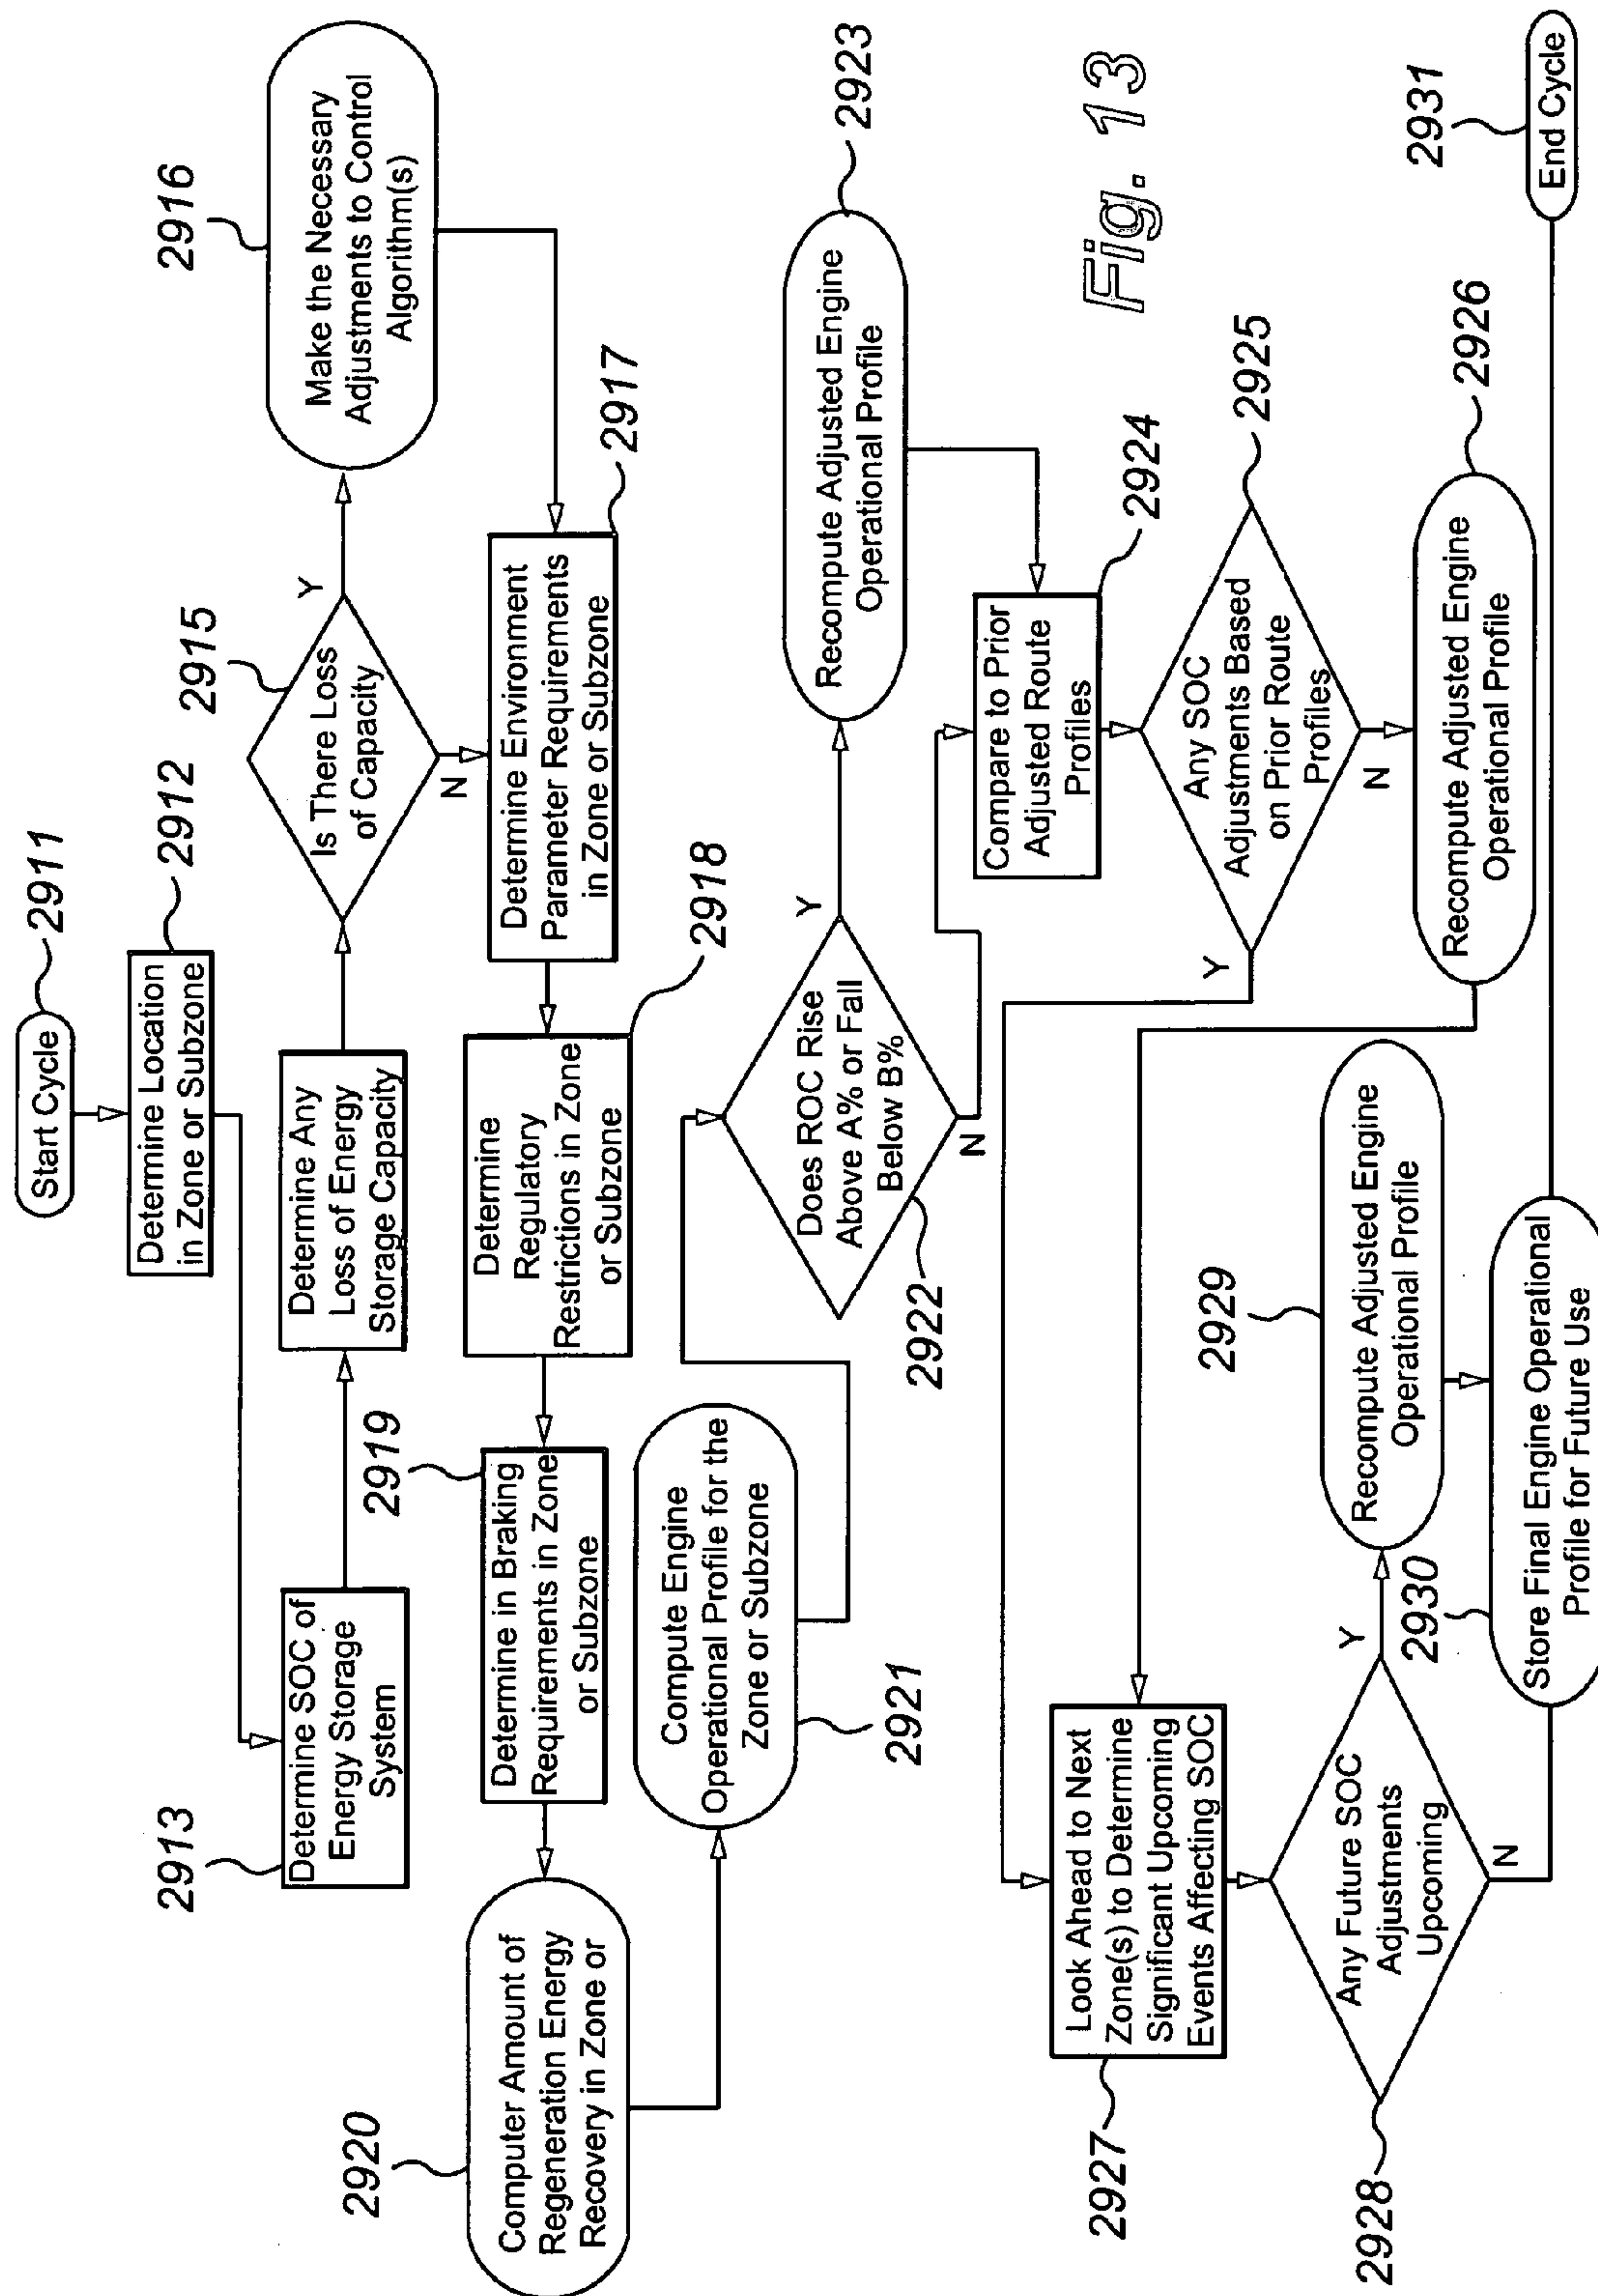 Start Cycle
2911
Determine Location
in Zone or Subzone
2912
2913
Determine SOC of
Energy Storage
System
Determine Any
Loss of Energy
Storage Capacity
2915
Is There Loss
of Capacity
Y
N
2916
Make the Necessary
Adjustments to Control
Algorithm(s)
2917
Determine Environment
Parameter Requirements
in Zone or Subzone
2918
Determine
Regulatory
Restrictions in Zone
or Subzone
2919
Determine in Braking
Requirements in Zone
or Subzone
2920
Computer Amount of
Regeneration Energy
Recovery in Zone or
Compute Engine
Operational Profile for the
Zone or Subzone
2921
Does ROC Rise
Above A% or Fall
Below B%
2922
Y
N
2923
Recompute Adjusted Engine
Operational Profile
Compare to Prior
Adjusted Route
Profiles
2924
Any SOC
Adjustments Based
on Prior Route
Profiles
2925
Y
N
2926
Recompute Adjusted Engine
Operational Profile
Look Ahead to Next
Zone(s) to Determine
Significant Upcoming
Events Affecting SOC
2927
Any Future SOC
Adjustments
Upcoming
2928
Y
N
2929
Recompute Adjusted Engine
Operational Profile
2930
Store Final Engine Operational
Profile for Future Use
2931
End Cycle
Fig. 13